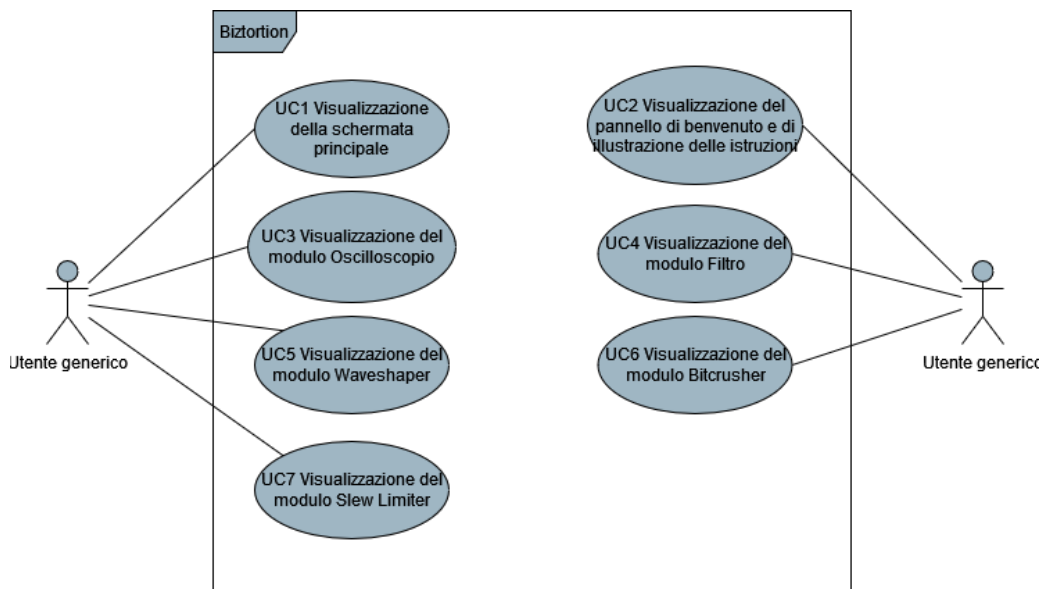 Biztortion
UC1 Visualizzazione
della schermata
principale
UC2 Visualizzazione del
pannello di benvenuto e di
illustrazione delle istruzioni
UC3 Visualizzazione del
modulo Oscilloscopio
UC4 Visualizzazione del
modulo Filtro
Utente generico
Utente generico
UC5 Visualizzazione del
modulo Waveshaper
UC6 Visualizzazione del
modulo Bitcrusher
UC7 Visualizzazione del
modulo Slew Limiter